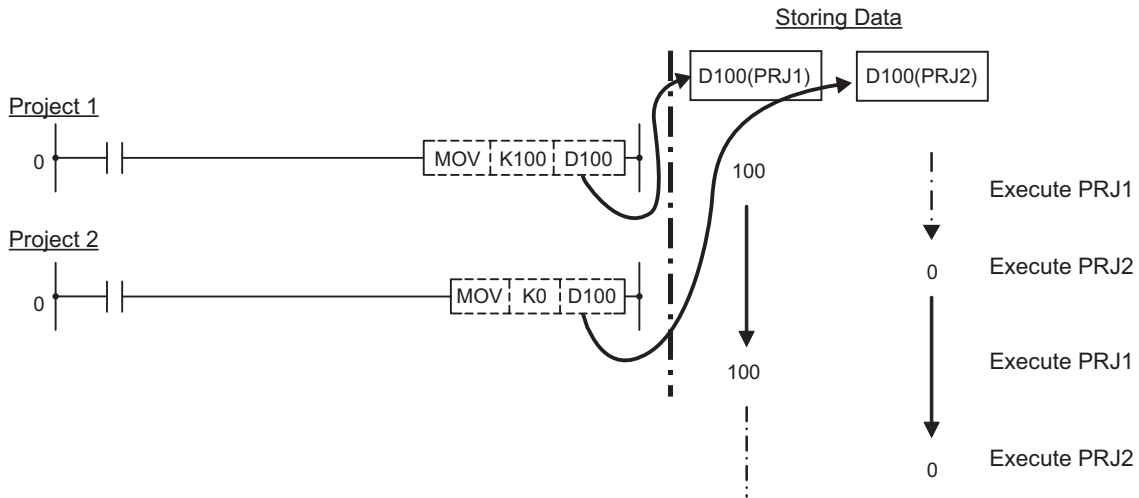 Storing Data
D100(PRJ1) D100(PRJ2)
Project 1
0 MOV K100 D100
100
Execute PRJ1
Project 2
0 Execute PRJ2
0 MOV K0 D100
100 Execute PRJ1
0 Execute PRJ2